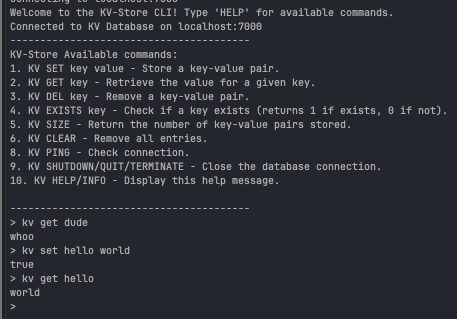 Connecting to localhost:7000
Welcome to the KV-Store CLI! Type 'HELP' for available commands.
Connected to KV Database on localhost:7000
----------------------------------------
KV-Store Available commands:
1. KV SET key value - Store a key-value pair.
2. KV GET key - Retrieve the value for a given key.
3. KV DEL key - Remove a key-value pair.
4. KV EXISTS key - Check if a key exists (returns 1 if exists, 0 if not).
5. KV SIZE - Return the number of key-value pairs stored.
6. KV CLEAR - Remove all entries.
8. KV PING - Check connection.
9. KV SHUTDOWN/QUIT/TERMINATE - Close the database connection.
10. KV HELP/INFO - Display this help message.
----------------------------------------
> kv get dude
whoo
> kv set hello world
true
> kv get hello
world
>